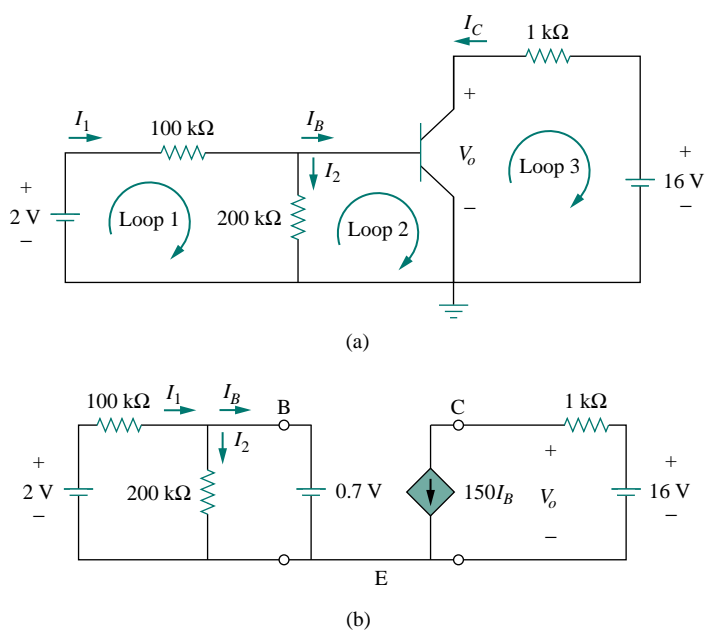 I_C
1 kΩ
+
I_1
100 kΩ
I_B
V_o
Loop 3
+
16 V
−
I_2
+
2 V
−
Loop 1
200 kΩ
Loop 2
−
(a)
100 kΩ
I_1
I_B
B
C
1 kΩ
I_2
+
2 V
−
200 kΩ
0.7 V
150I_B
+
V_o
−
+
16 V
−
E
(b)